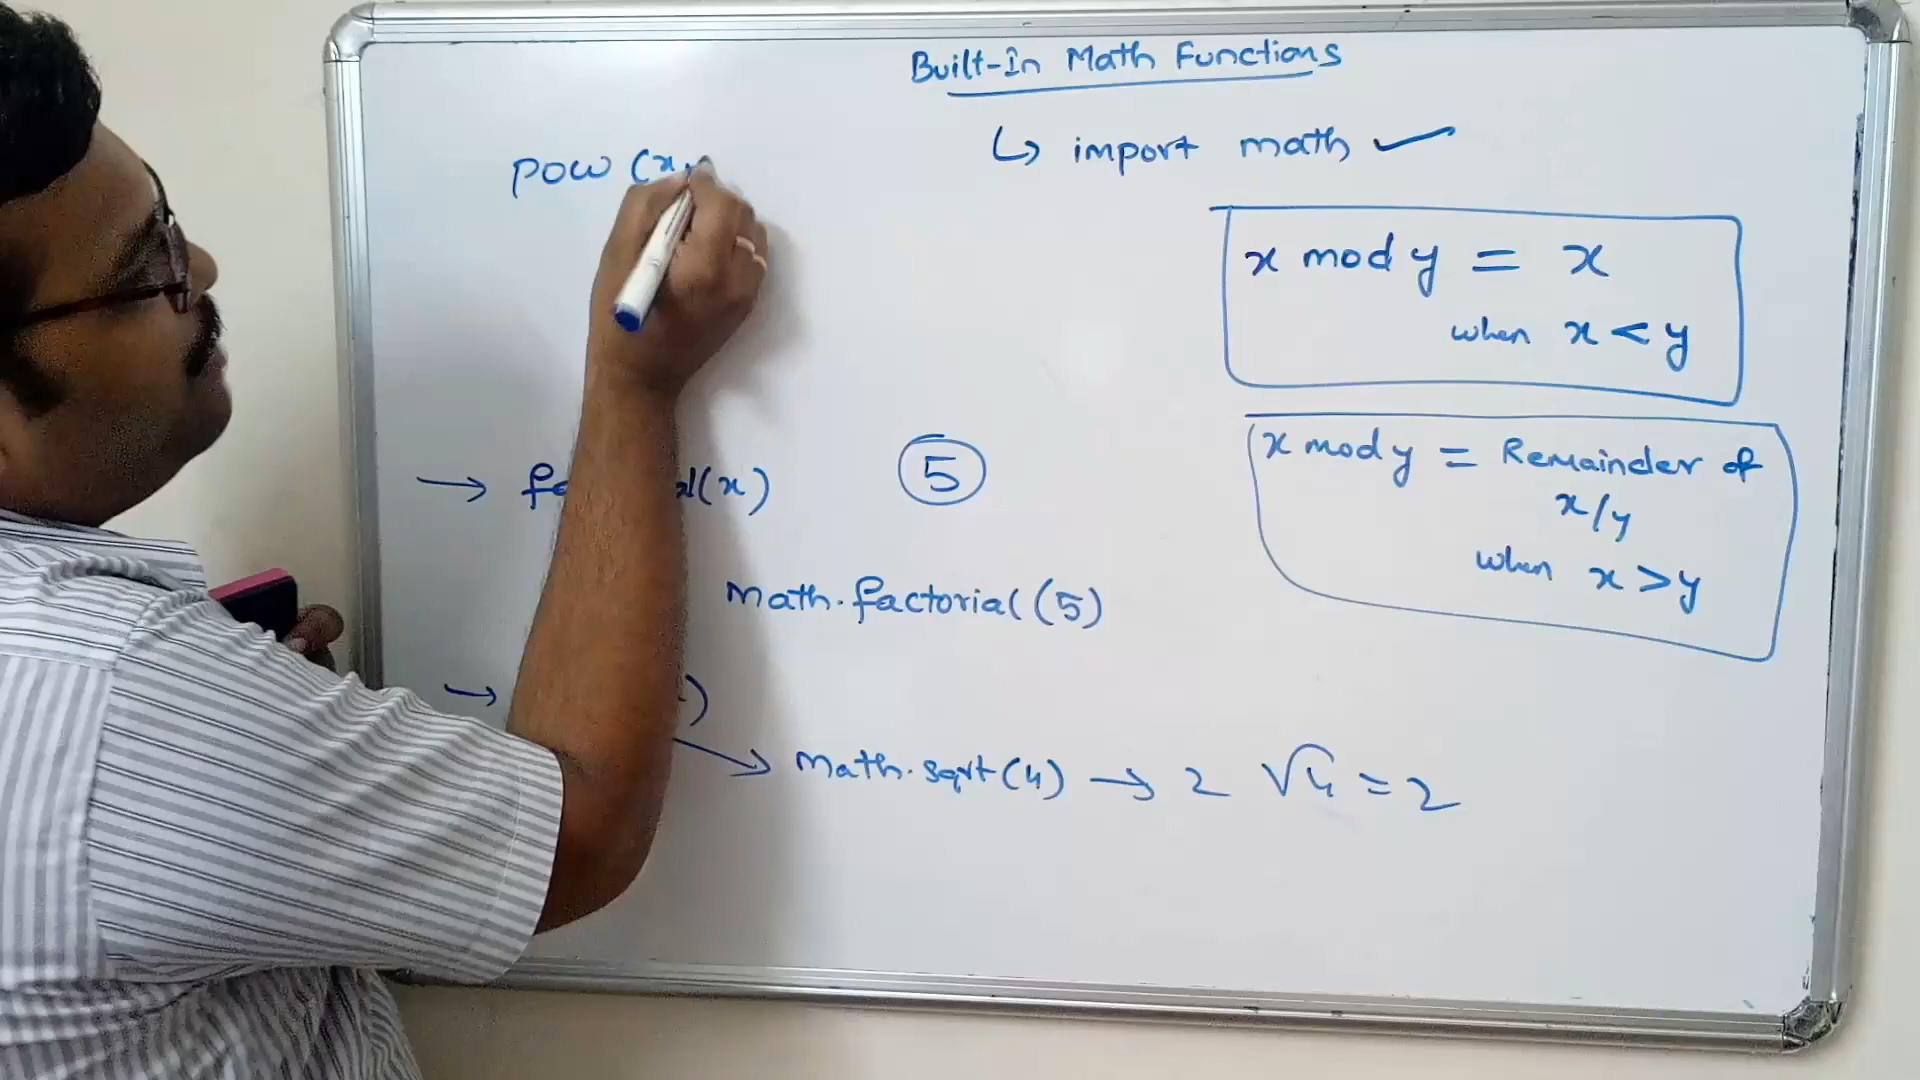 Built-In Math Functions
↳ import math ✓
pow (x,
x mod y = x
when x < y
x mod y = Remainder of
x/y
when x > y
→ (x)
5
math.factorial(5)
→ )
math.sqrt(4) → 2 √4 = 2